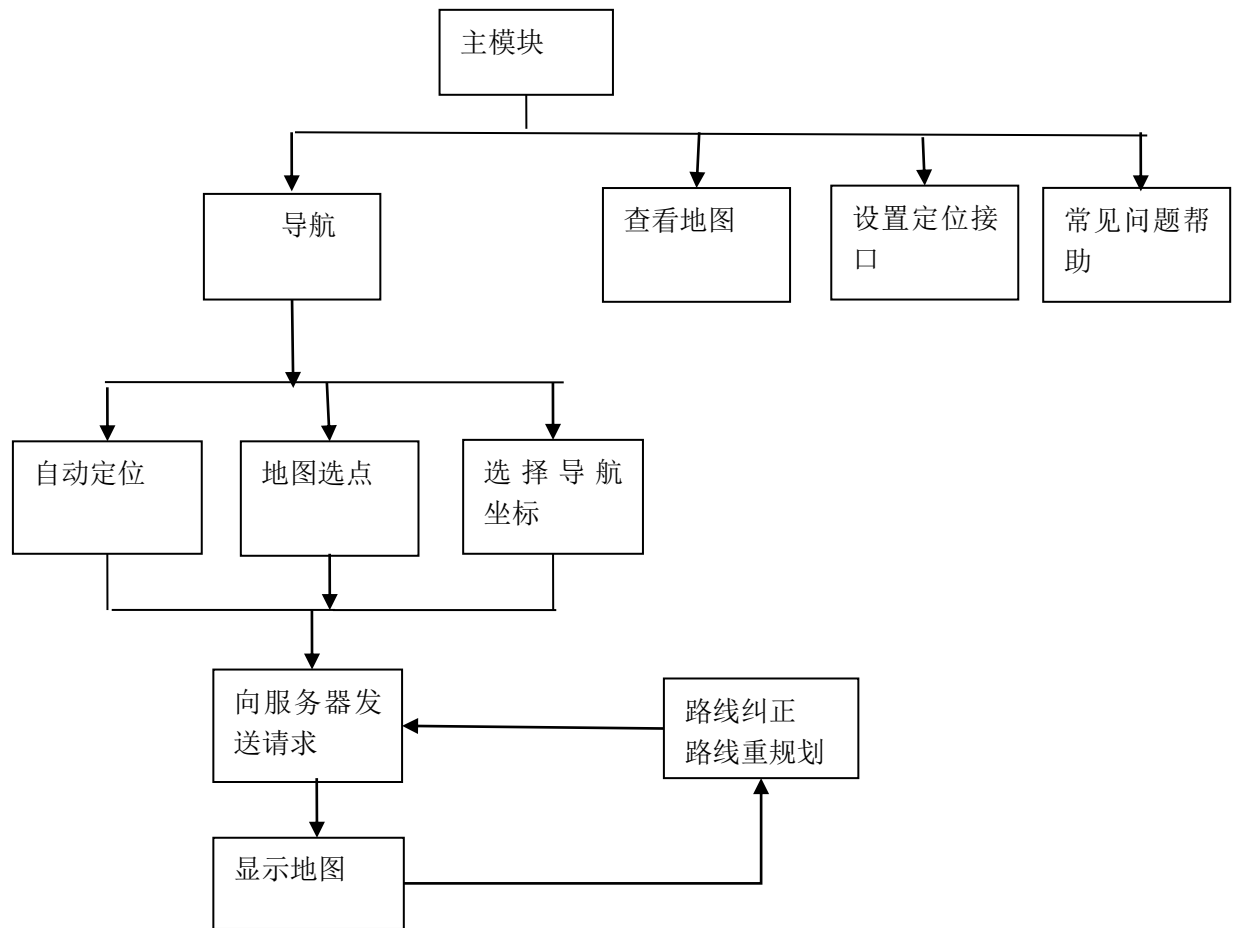 主模块
导航
查看地图
设置定位接
口
常见问题帮
助
自动定位
地图选点
选择导航
坐标
向服务器发
送请求
路线纠正
路线重规划
显示地图